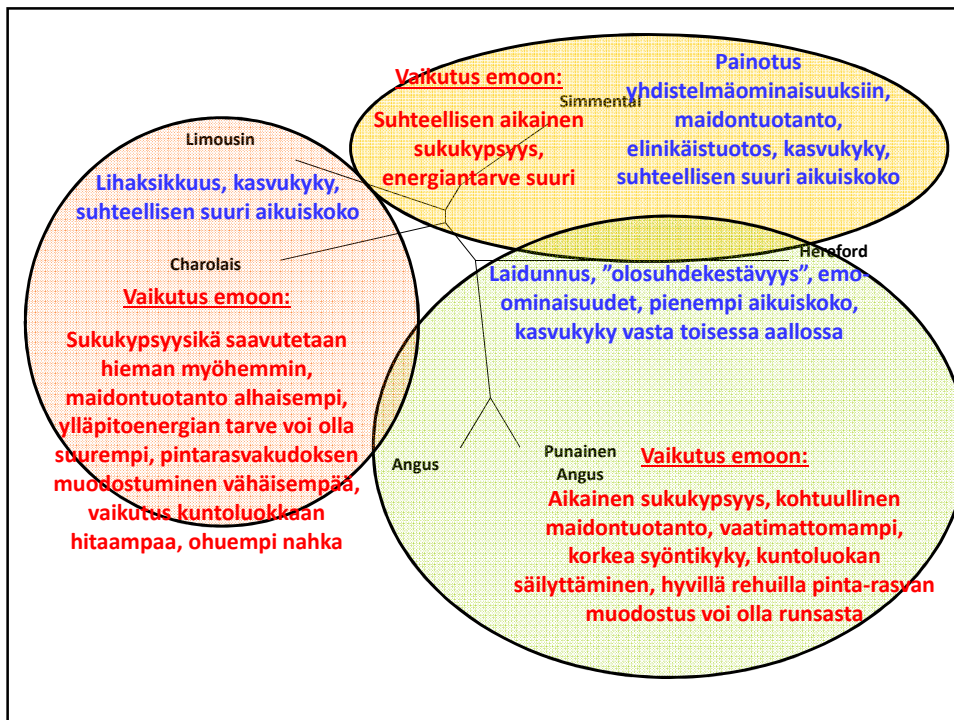 Vaikutus emoon:
Simmental
Suhteellisen aikainen
sukukypsyys,
energiantarve suuri
Painotus
yhdistelmäominaisuuksiin,
maidontuotanto,
elinikäistuotos, kasvukyky,
suhteellisen suuri aikuiskoko
Limousin
Lihaksikkuus, kasvukyky,
suhteellisen suuri aikuiskoko
Charolais
Vaikutus emoon:
Sukukypsyysikä saavutetaan
hieman myöhemmin,
maidontuotanto alhaisempi,
ylläpitoenergian tarve voi olla
suurempi, pintarasvakudoksen
muodostuminen vähäisempää,
vaikutus kuntoluokkaan
hitaampaa, ohuempi nahka
Hereford
Laidunnus, ”olosuhdekestävyys”, emo-
ominaisuudet, pienempi aikuiskoko,
kasvukyky vasta toisessa aallossa
Angus
Punainen
Angus
Vaikutus emoon:
Aikainen sukukypsyys, kohtuullinen
maidontuotanto, vaatimattomampi,
korkea syöntikyky, kuntoluokan
säilyttäminen, hyvillä rehuilla pinta-rasvan
muodostus voi olla runsasta